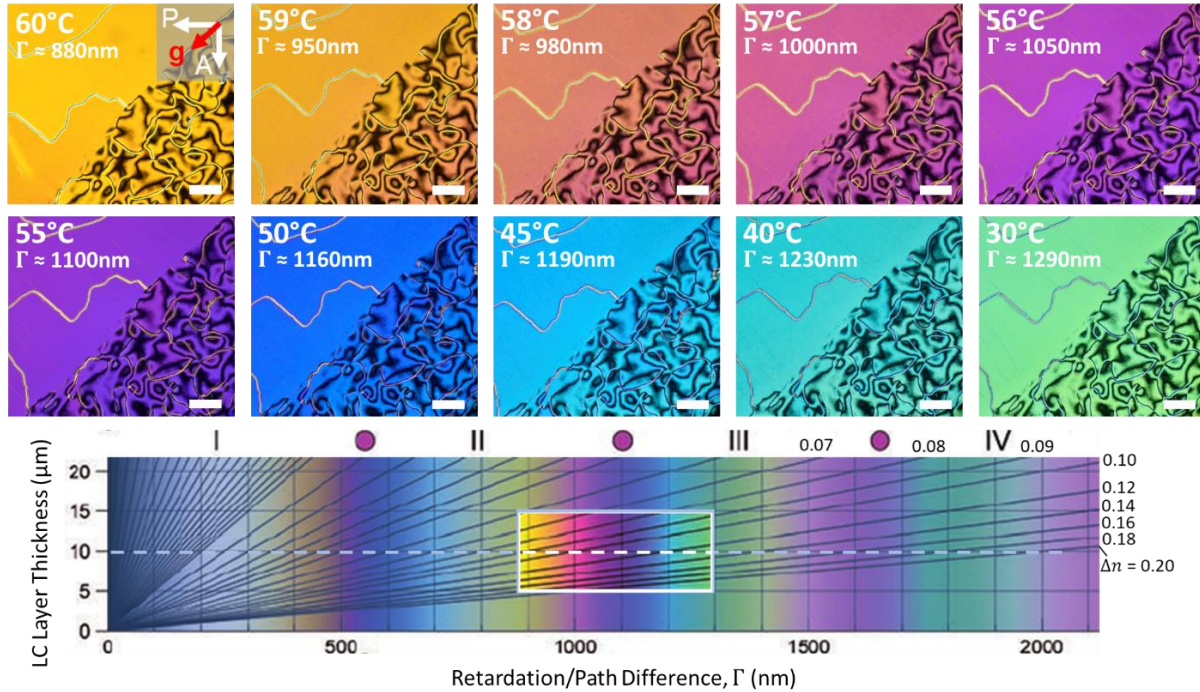 60°C
Γ ≈ 880nm
P
g
A
59°C
Γ ≈ 950nm
58°C
Γ ≈ 980nm
57°C
Γ ≈ 1000nm
56°C
Γ ≈ 1050nm
55°C
Γ ≈ 1100nm
50°C
Γ ≈ 1160nm
45°C
Γ ≈ 1190nm
40°C
Γ ≈ 1230nm
30°C
Γ ≈ 1290nm
I II III 0.07 0.08 IV 0.09
0.10
0.12
0.14
0.16
0.18
Δn = 0.20
LC Layer Thickness (μm)
20
15
10
5
0
0 500 1000 1500 2000
Retardation/Path Difference, Γ (nm)